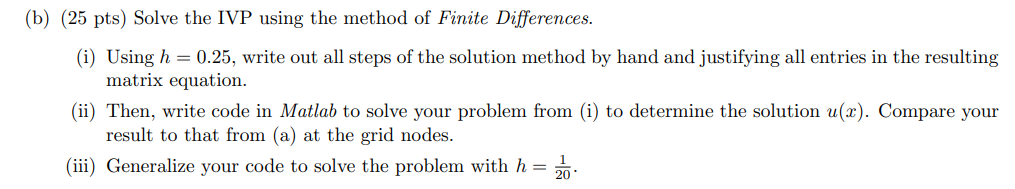 (b) (25 pts) Solve the IVP using the method of Finite Differences.
(i) Using h = 0.25, write out all steps of the solution method by hand and justifying all entries in the resulting
matrix equation.
(ii) Then, write code in Matlab to solve your problem from (i) to determine the solution u(x). Compare your
result to that from (a) at the grid nodes.
(iii) Generalize your code to solve the problem with h = 1/20.